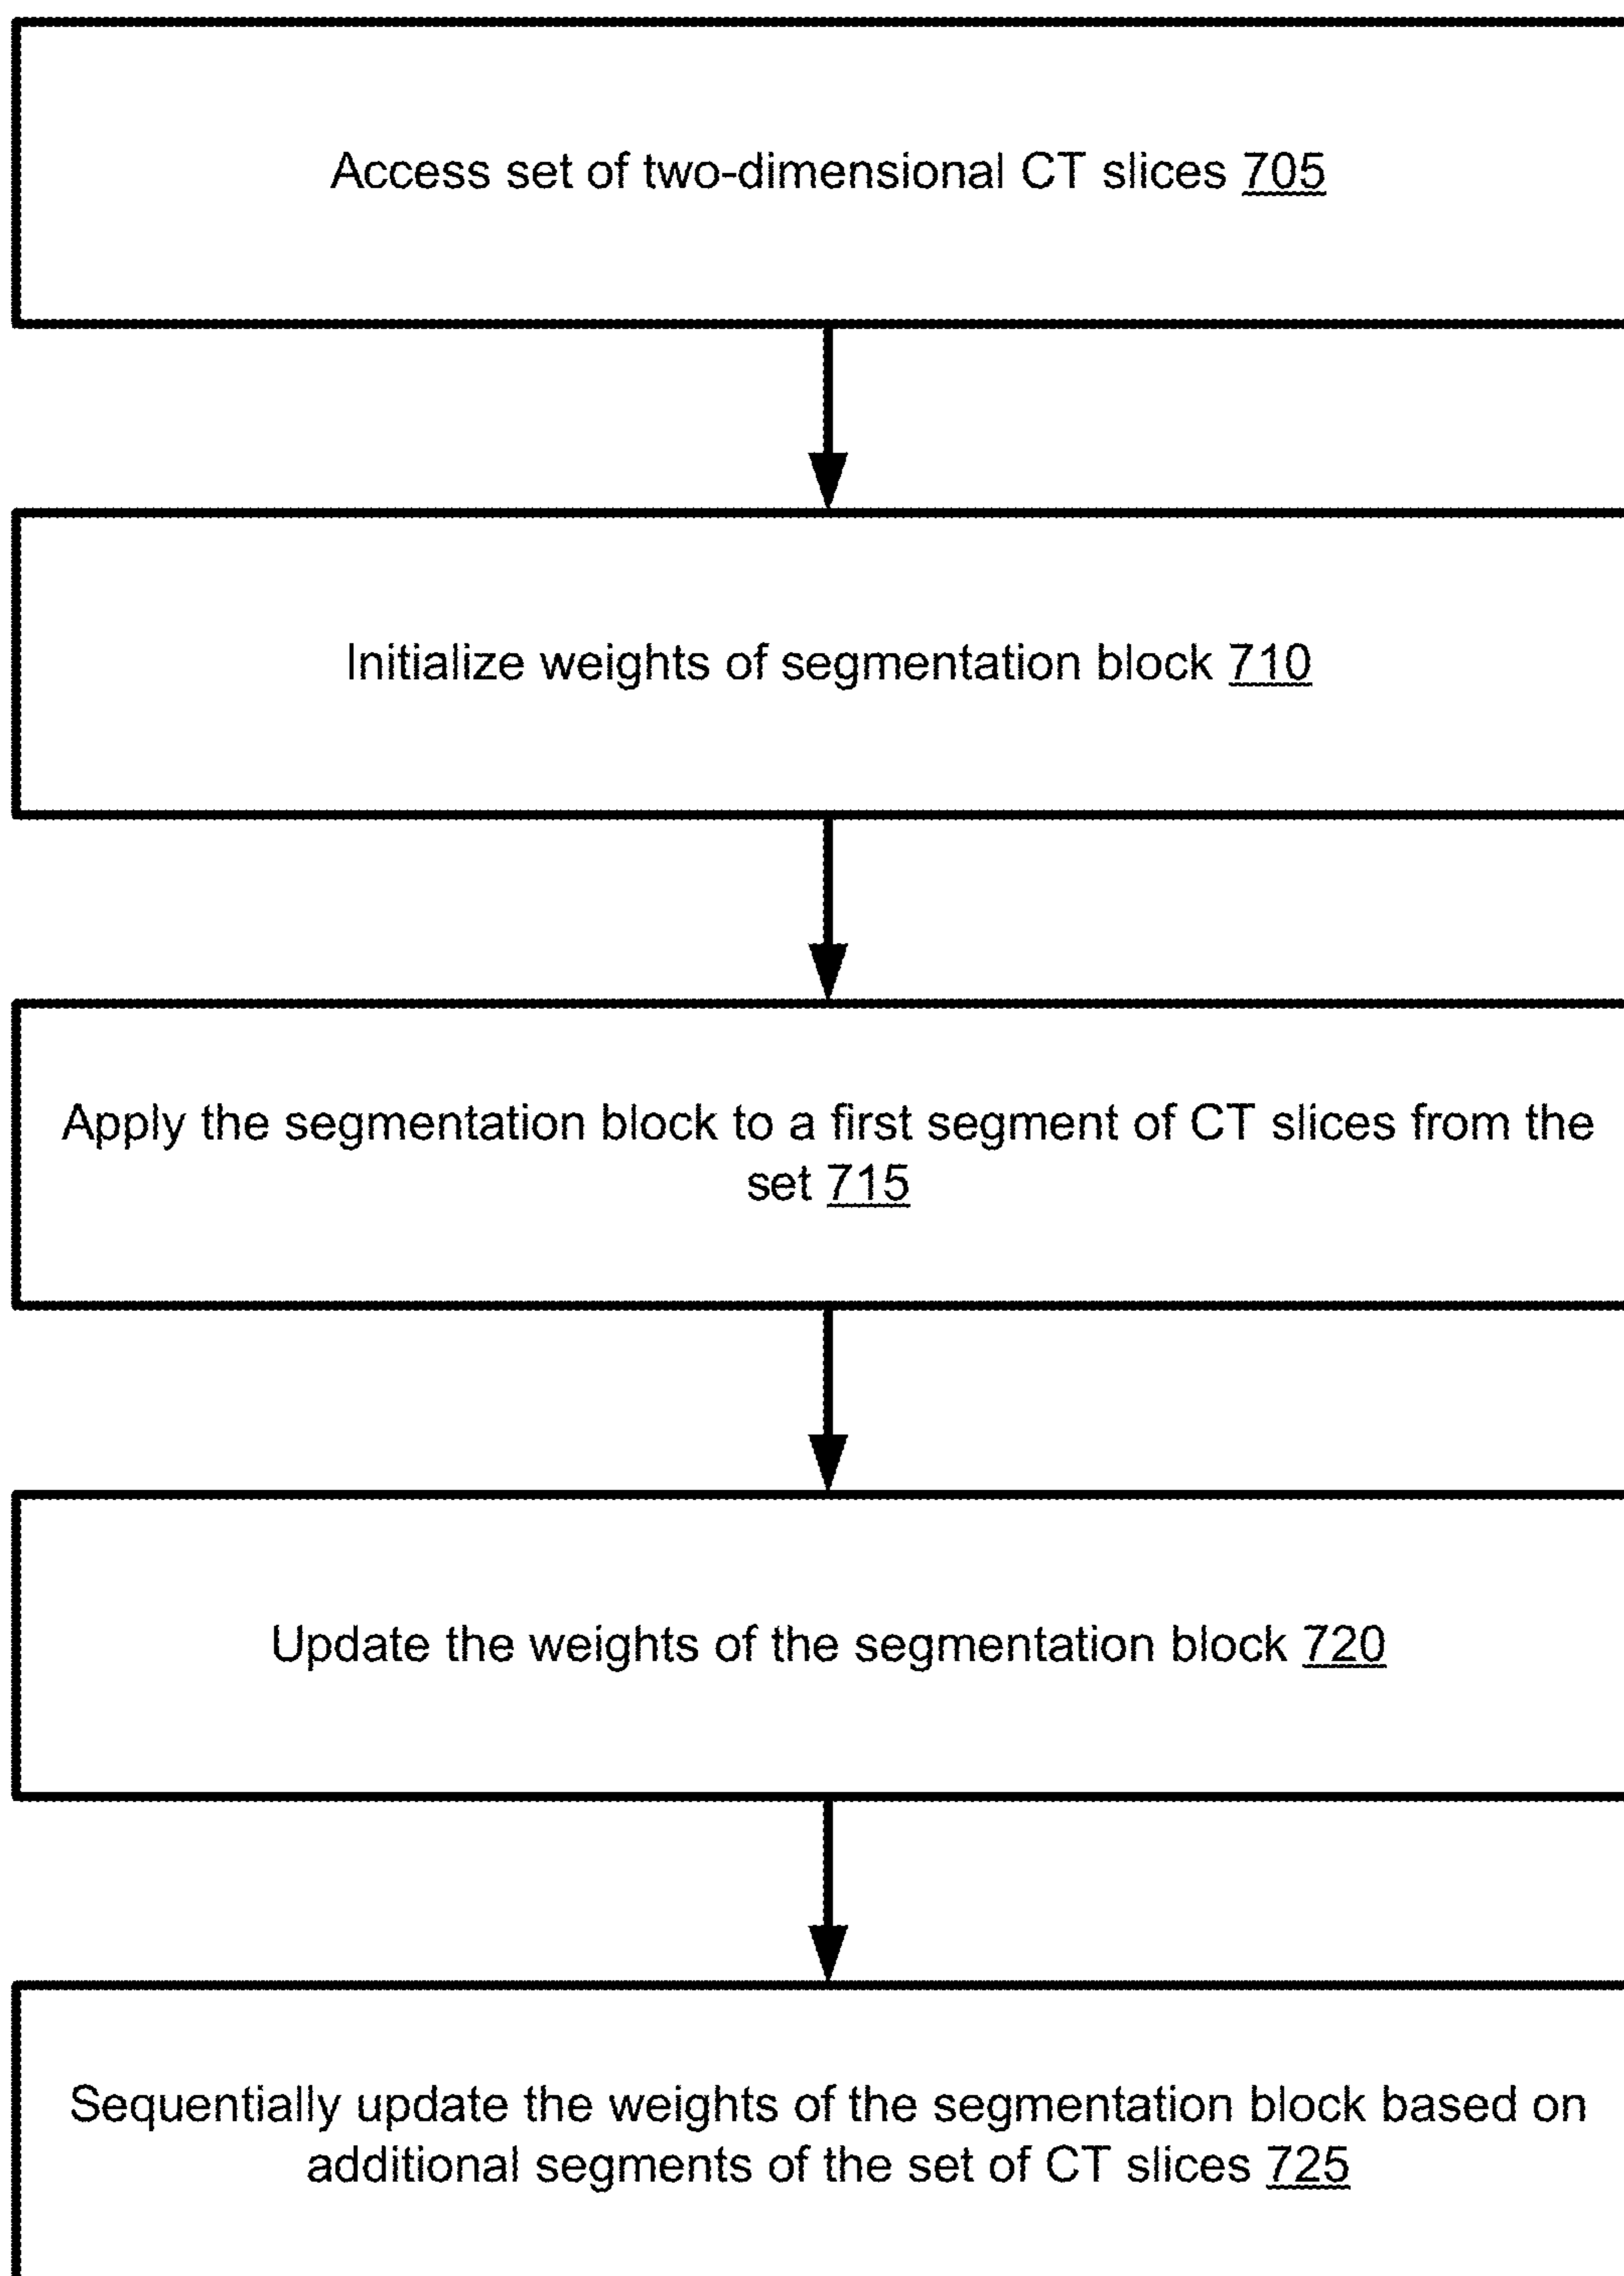 Access set of two-dimensional CT slices 705
Initialize weights of segmentation block 710
Apply the segmentation block to a first segment of CT slices from the
set 715
Update the weights of the segmentation block 720
Sequentially update the weights of the segmentation block based on
additional segments of the set of CT slices 725